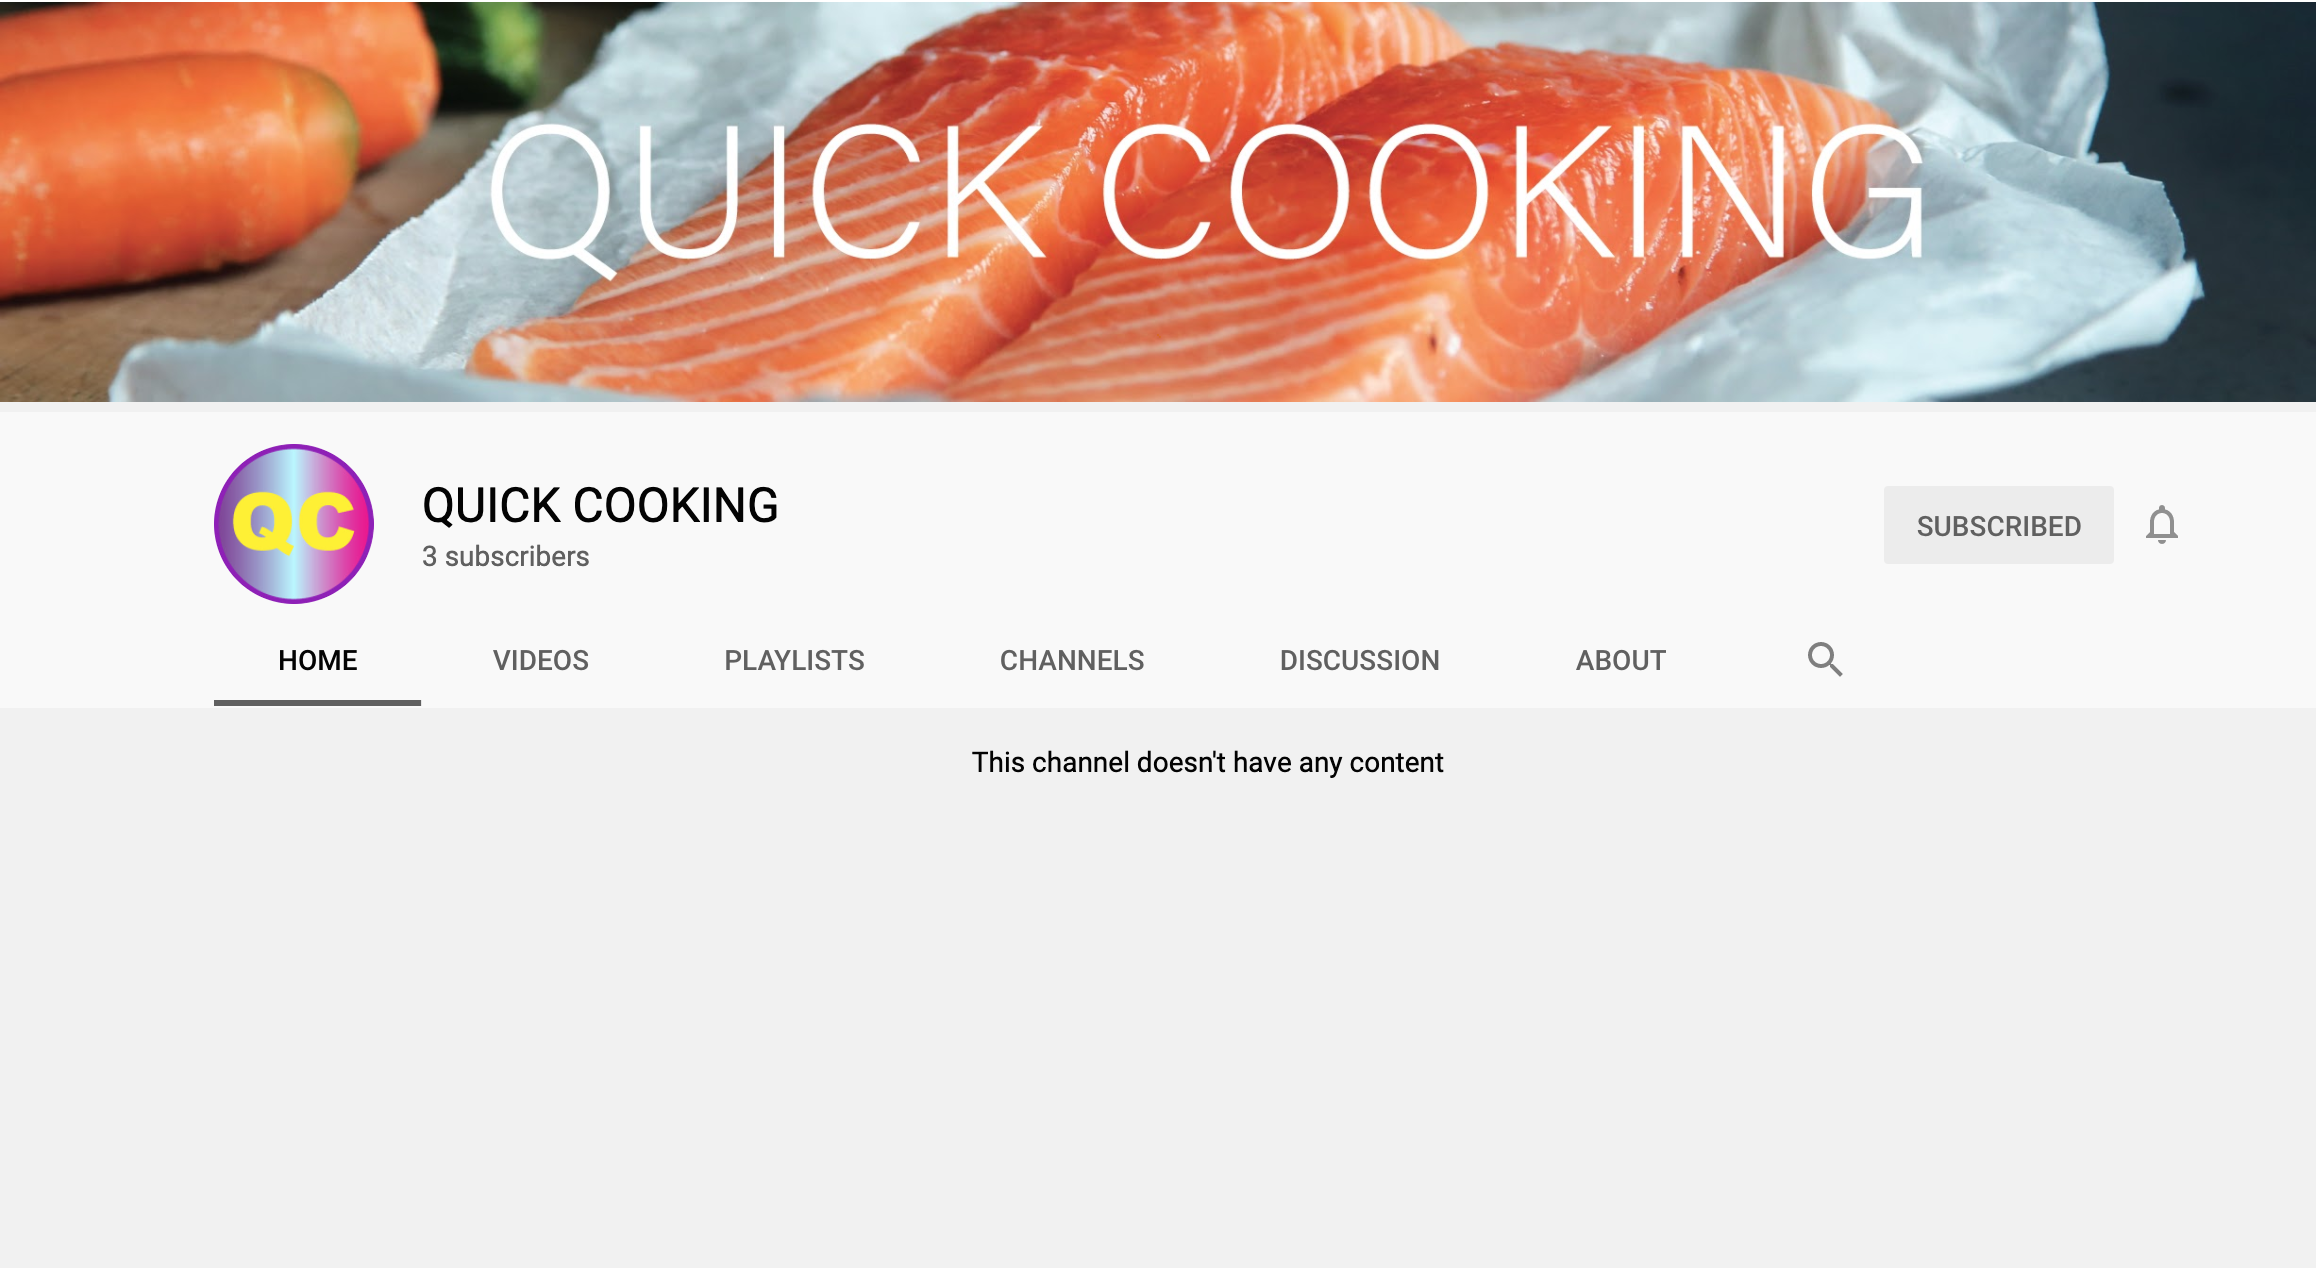 QUICK COOKING
QC
QUICK COOKING
3 subscribers
SUBSCRIBED
HOME VIDEOS PLAYLISTS CHANNELS DISCUSSION ABOUT
This channel doesn't have any content